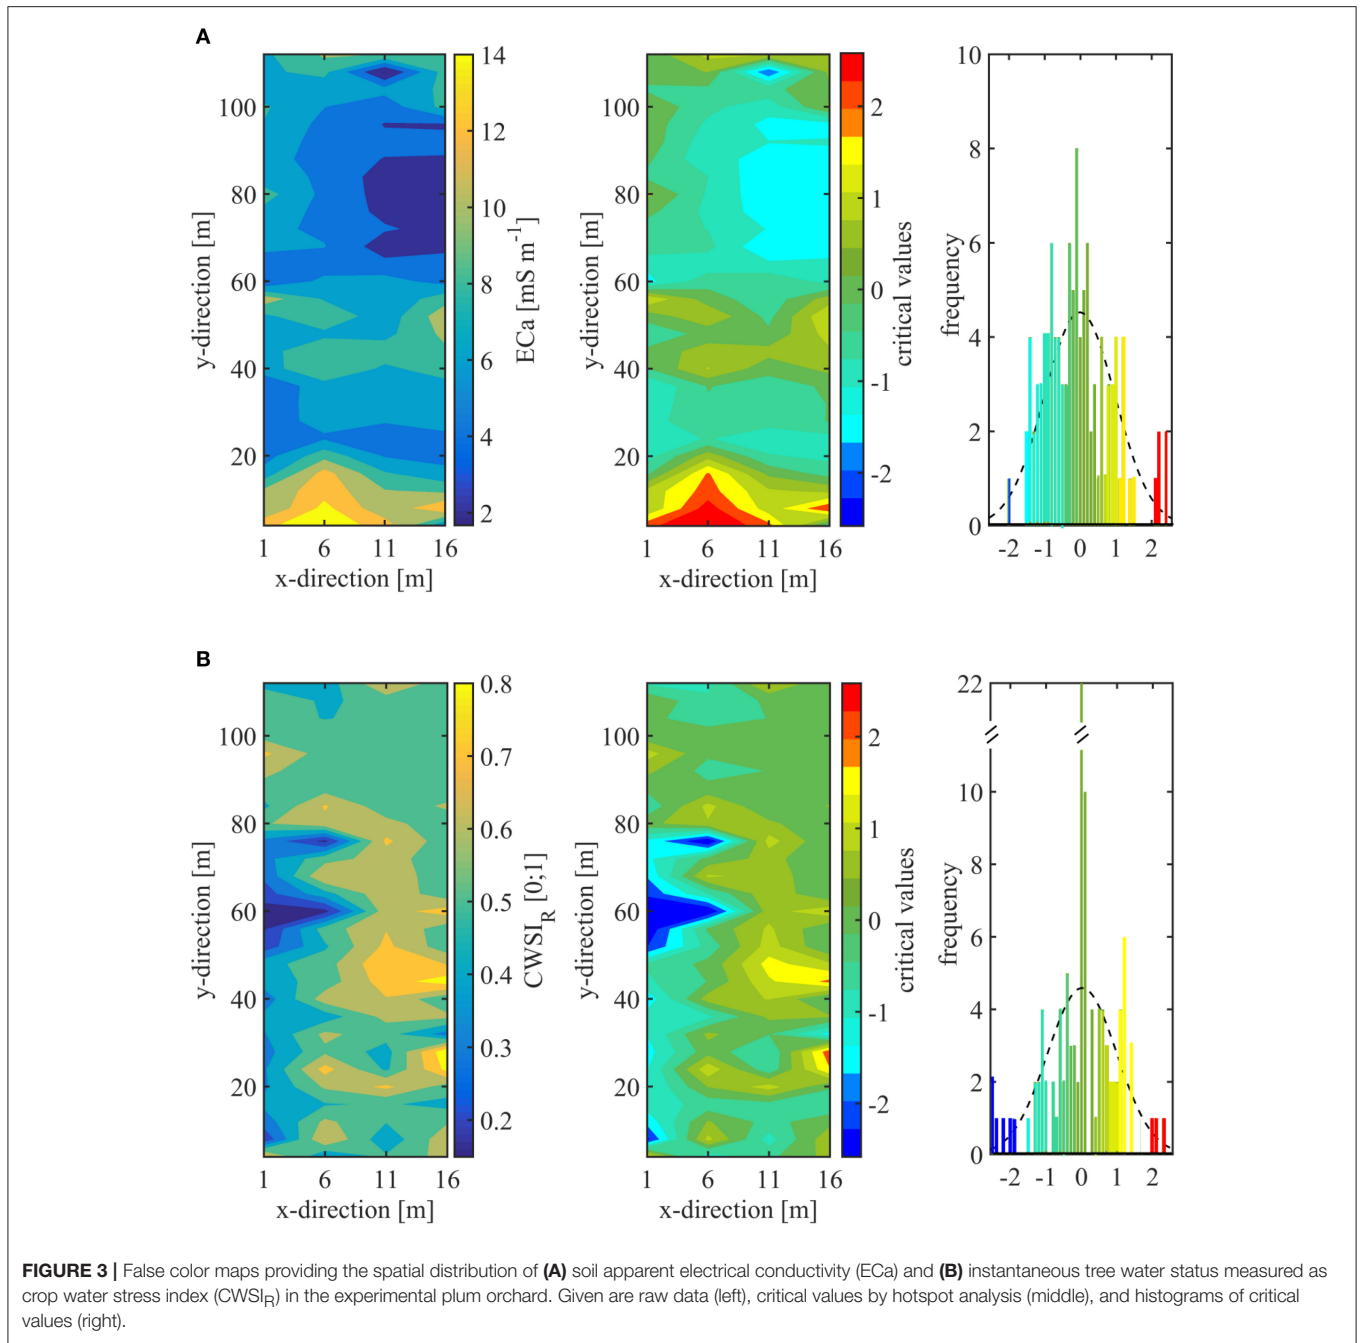 A
100
80
60
40
20
y-direction [m]
1 6 11 16
x-direction [m]
14
12
10
8
6
4
2
ECa [mS m⁻¹]
100
80
60
40
20
y-direction [m]
1 6 11 16
x-direction [m]
2
1
0
-1
-2
critical values
10
8
6
4
2
0
frequency
-2 -1 0 1 2
B
100
80
60
40
20
y-direction [m]
1 6 11 16
x-direction [m]
0.8
0.7
0.6
0.5
0.4
0.3
0.2
CWSI_R [0;1]
100
80
60
40
20
y-direction [m]
1 6 11 16
x-direction [m]
2
1
0
-1
-2
critical values
22
10
8
6
4
2
0
frequency
-2 -1 0 1 2
FIGURE 3 | False color maps providing the spatial distribution of (A) soil apparent electrical conductivity (ECa) and (B) instantaneous tree water status measured as
crop water stress index (CWSI_R) in the experimental plum orchard. Given are raw data (left), critical values by hotspot analysis (middle), and histograms of critical
values (right).